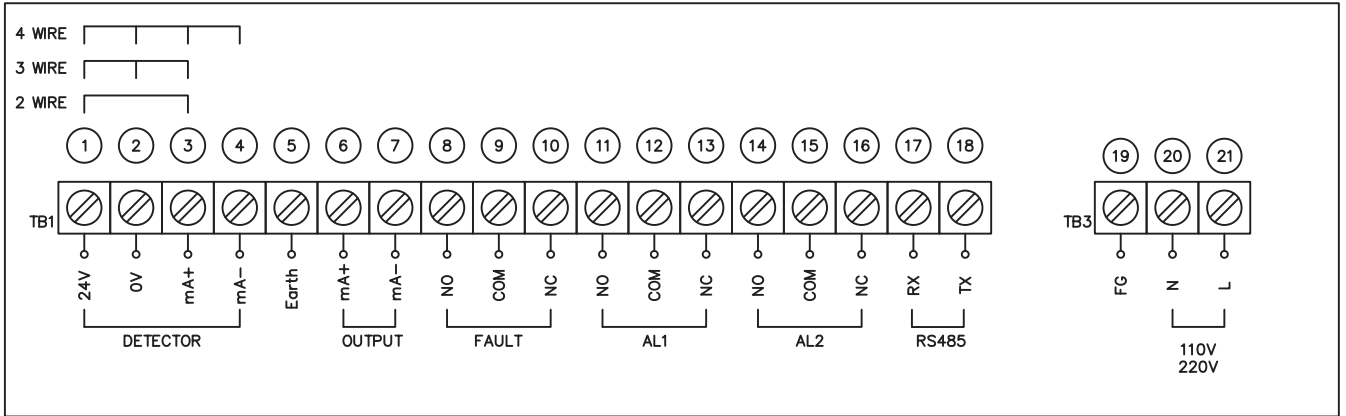 4 WIRE
3 WIRE
2 WIRE
1 2 3 4 5 6 7 8 9 10 11 12 13 14 15 16 17 18 19 20 21
TB1 TB3
24V 0V mA+ mA- Earth mA+ mA- NO COM NC NO COM NC NO COM NC RX TX FG N L
DETECTOR OUTPUT FAULT AL1 AL2 RS485
110V
220V